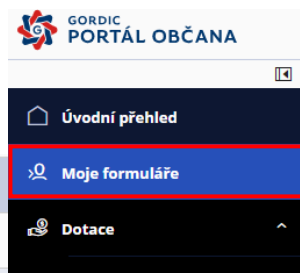 GORDIC
PORTÁL OBČANA
Úvodní přehled
Moje formuláře
Dotace